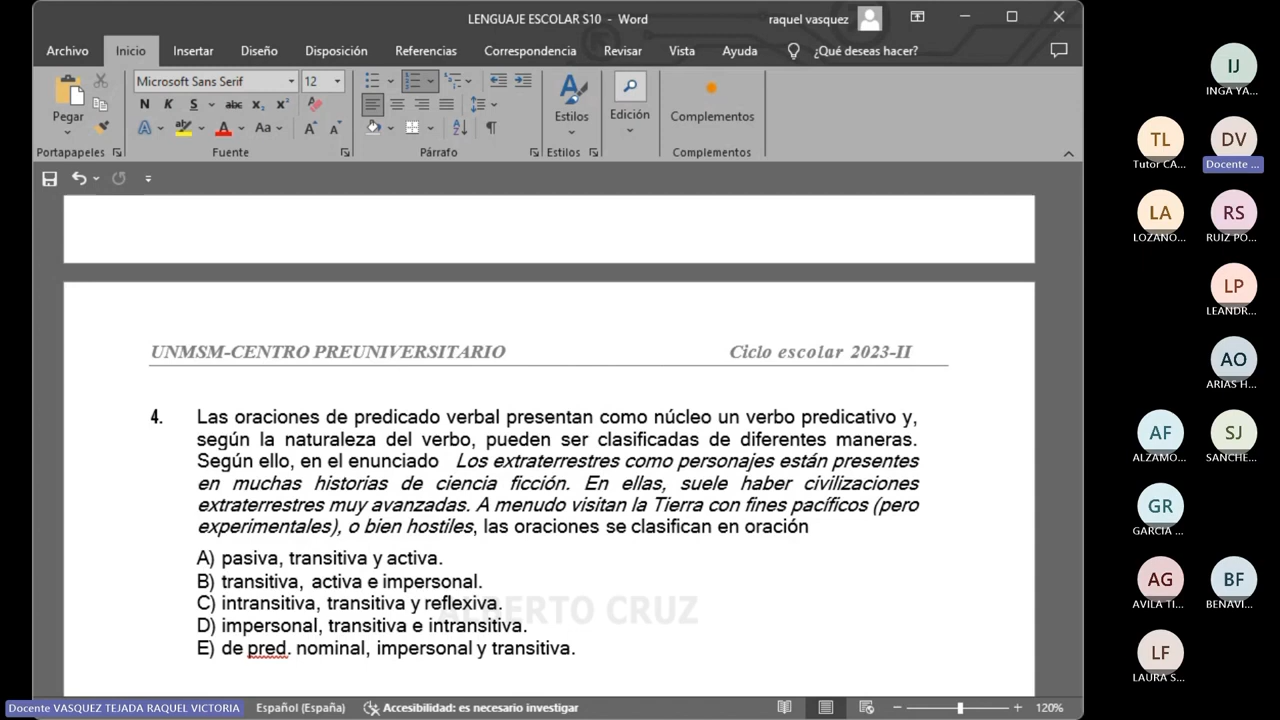 LENGUAJE ESCOLAR S10 - Word
raquel vasquez
Archivo Inicio Insertar Diseño Disposición Referencias Correspondencia Revisar Vista Ayuda ¿Qué deseas hacer?
Microsoft Sans Serif 12
N K S abc x₂ x²
Pegar Estilos Edición Complementos
A aby A Aa A A
Portapapeles Fuente Párrafo Estilos Complementos
UNMSM-CENTRO PREUNIVERSITARIO Ciclo escolar 2023-II
4. Las oraciones de predicado verbal presentan como núcleo un verbo predicativo y,
según la naturaleza del verbo, pueden ser clasificadas de diferentes maneras.
Según ello, en el enunciado Los extraterrestres como personajes están presentes
en muchas historias de ciencia ficción. En ellas, suele haber civilizaciones
extraterrestres muy avanzadas. A menudo visitan la Tierra con fines pacíficos (pero
experimentales), o bien hostiles, las oraciones se clasifican en oración
A) pasiva, transitiva y activa.
B) transitiva, activa e impersonal.
C) intransitiva, transitiva y reflexiva.
ALBERTO CRUZ
D) impersonal, transitiva e intransitiva.
E) de pred. nominal, impersonal y transitiva.
Docente VASQUEZ TEJADA RAQUEL VICTORIA Español (España) Accesibilidad: es necesario investigar 120%
IJ
INGA YA...
TL DV
Tutor CA... Docente ...
LA RS
LOZANO... RUIZ PO...
LP
LEANDR...
AO
ARIAS H...
AF SJ
ALZAMO... SANCHE...
GR
GARCIA ...
AG BF
AVILA TI... BENAVI...
LF
LAURA S...